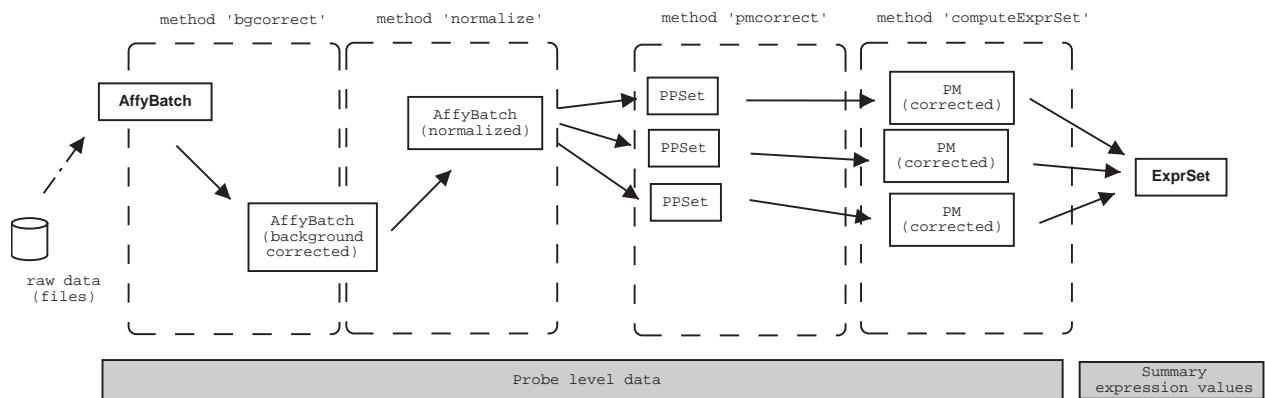 method 'bgcorrect'
method 'normalize'
method 'pmcorrect'
method 'computeExprSet'
AffyBatch
AffyBatch
(background
corrected)
AffyBatch
(normalized)
PPSet
PPSet
PPSet
PM
(corrected)
PM
(corrected)
PM
(corrected)
ExprSet
raw data
(files)
Probe level data
Summary
expression values